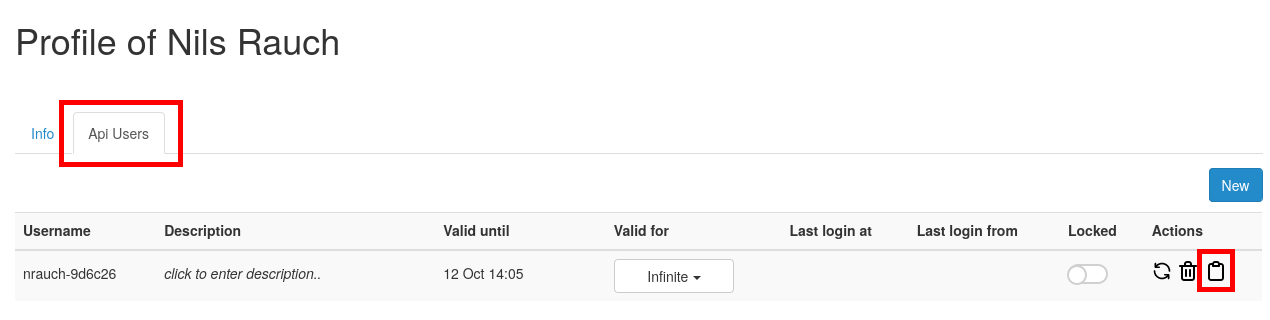 Profile of Nils Rauch
Info Api Users
New
Username Description Valid until Valid for Last login at Last login from Locked Actions
nrauch-9d6c26 click to enter description.. 12 Oct 14:05 Infinite